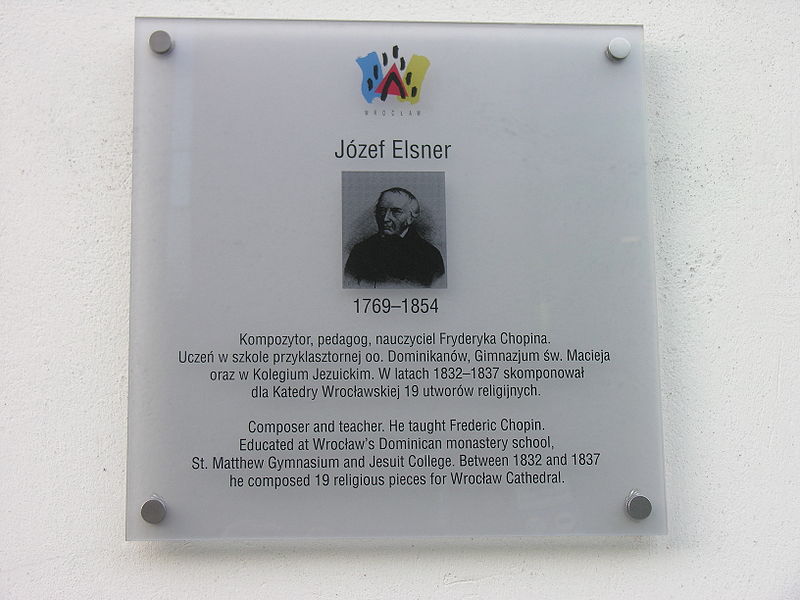 WROCŁAW
Józef Elsner
1769–1854
Kompozytor, pedagog, nauczyciel Fryderyka Chopina.
Uczeń w szkole przyklasztornej oo. Dominikanów, Gimnazjum św. Macieja
oraz w Kolegium Jezuickim. W latach 1832–1837 skomponował
dla Katedry Wrocławskiej 19 utworów religijnych.
Composer and teacher. He taught Frederic Chopin.
Educated at Wrocław's Dominican monastery school,
St. Matthew Gymnasium and Jesuit College. Between 1832 and 1837
he composed 19 religious pieces for Wrocław Cathedral.